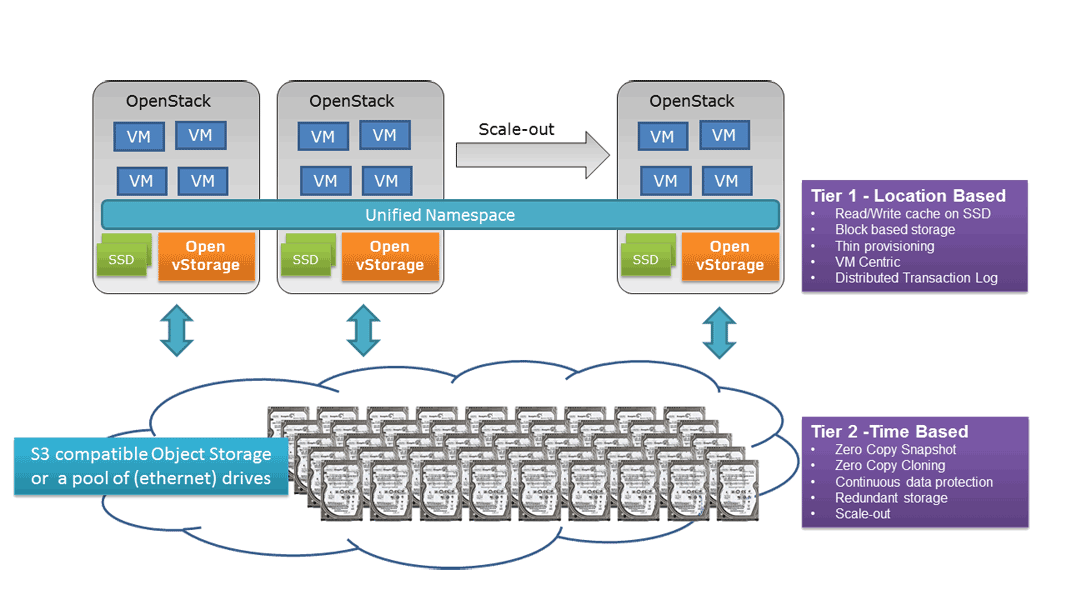 OpenStack
VM VM
VM VM
OpenStack
VM VM
VM VM
Scale-out
OpenStack
VM VM
VM VM
Unified Namespace
SSD
Open
vStorage
SSD
Open
vStorage
SSD
Open
vStorage
Tier 1 - Location Based
• Read/Write cache on SSD
• Block based storage
• Thin provisioning
• VM Centric
• Distributed Transaction Log
S3 compatible Object Storage
or a pool of (ethernet) drives
Tier 2 -Time Based
• Zero Copy Snapshot
• Zero Copy Cloning
• Continuous data protection
• Redundant storage
• Scale-out